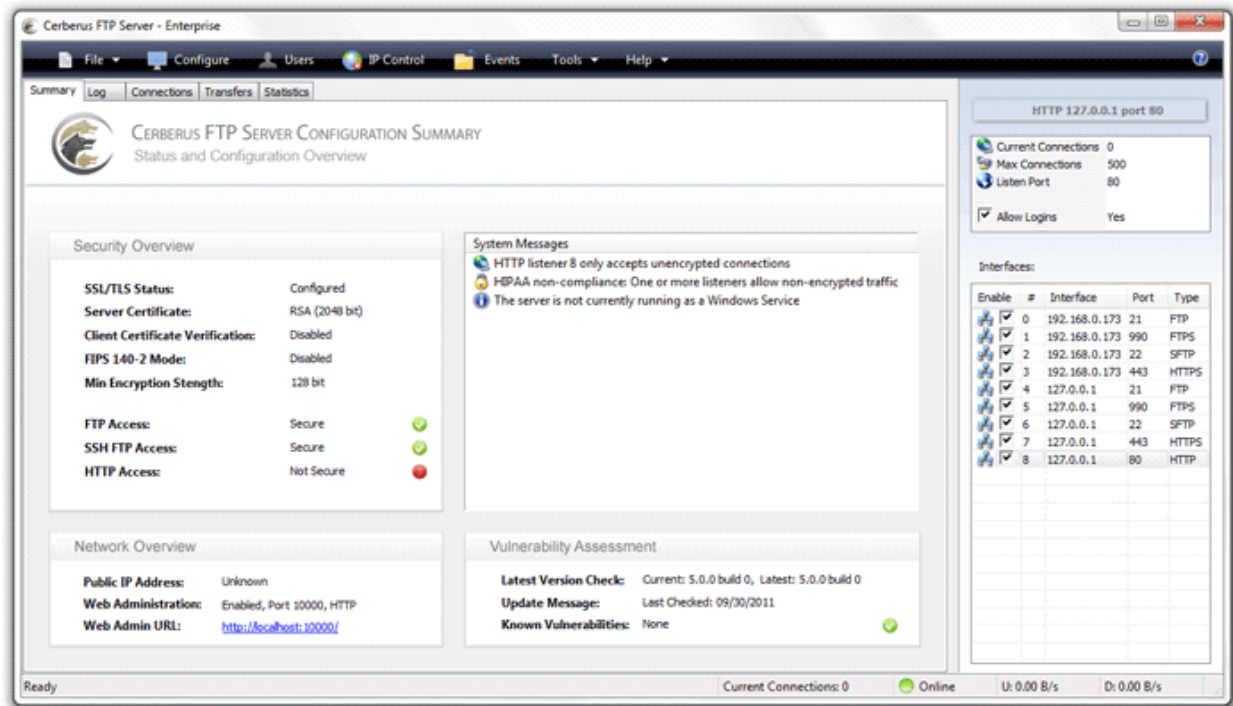 Cerberus FTP Server - Enterprise
File Configure Users IP Control Events Tools Help
Summary Log Connections Transfers Statistics
CERBERUS FTP SERVER CONFIGURATION SUMMARY
Status and Configuration Overview
Security Overview
SSL/TLS Status: Configured
Server Certificate: RSA (2048 bit)
Client Certificate Verification: Disabled
FIPS 140-2 Mode: Disabled
Min Encryption Stength: 128 bit
FTP Access: Secure
SSH FTP Access: Secure
HTTP Access: Not Secure
System Messages
HTTP listener 8 only accepts unencrypted connections
HIPAA non-compliance: One or more listeners allow non-encrypted traffic
The server is not currently running as a Windows Service
Network Overview
Public IP Address: Unknown
Web Administration: Enabled, Port 10000, HTTP
Web Admin URL: http://localhost:10000/
Vulnerability Assessment
Latest Version Check: Current: 5.0.0 build 0, Latest: 5.0.0 build 0
Update Message: Last Checked: 09/30/2011
Known Vulnerabilities: None
HTTP 127.0.0.1 port 80
Current Connections 0
Max Connections 500
Listen Port 80
Allow Logins Yes
Interfaces:
Enable # Interface Port Type
0 192.168.0.173 21 FTP
1 192.168.0.173 990 FTPS
2 192.168.0.173 22 SFTP
3 192.168.0.173 443 HTTPS
4 127.0.0.1 21 FTP
5 127.0.0.1 990 FTPS
6 127.0.0.1 22 SFTP
7 127.0.0.1 443 HTTPS
8 127.0.0.1 80 HTTP
Ready Current Connections: 0 Online U: 0.00 B/s D: 0.00 B/s